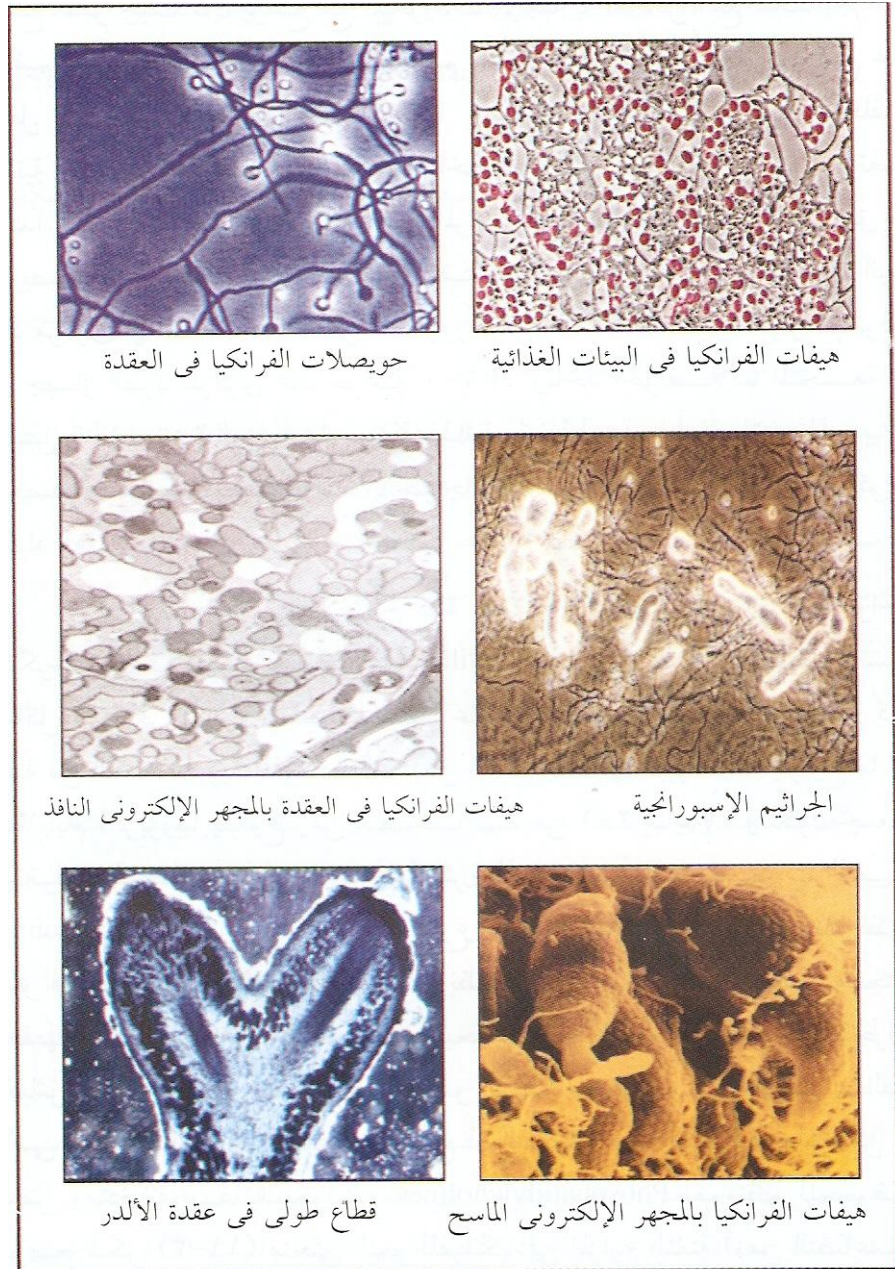 هيفات الفرانكيا فى البيئات الغذائية
حويصلات الفرانكيا فى العقدة
الجراثيم الإسبورانجية
هيفات الفرانكيا فى العقدة بالمجهر الإلكترونى النافذ
هيفات الفرانكيا بالمجهر الإلكترونى الماسح
قطاع طولى فى عقدة الألدر